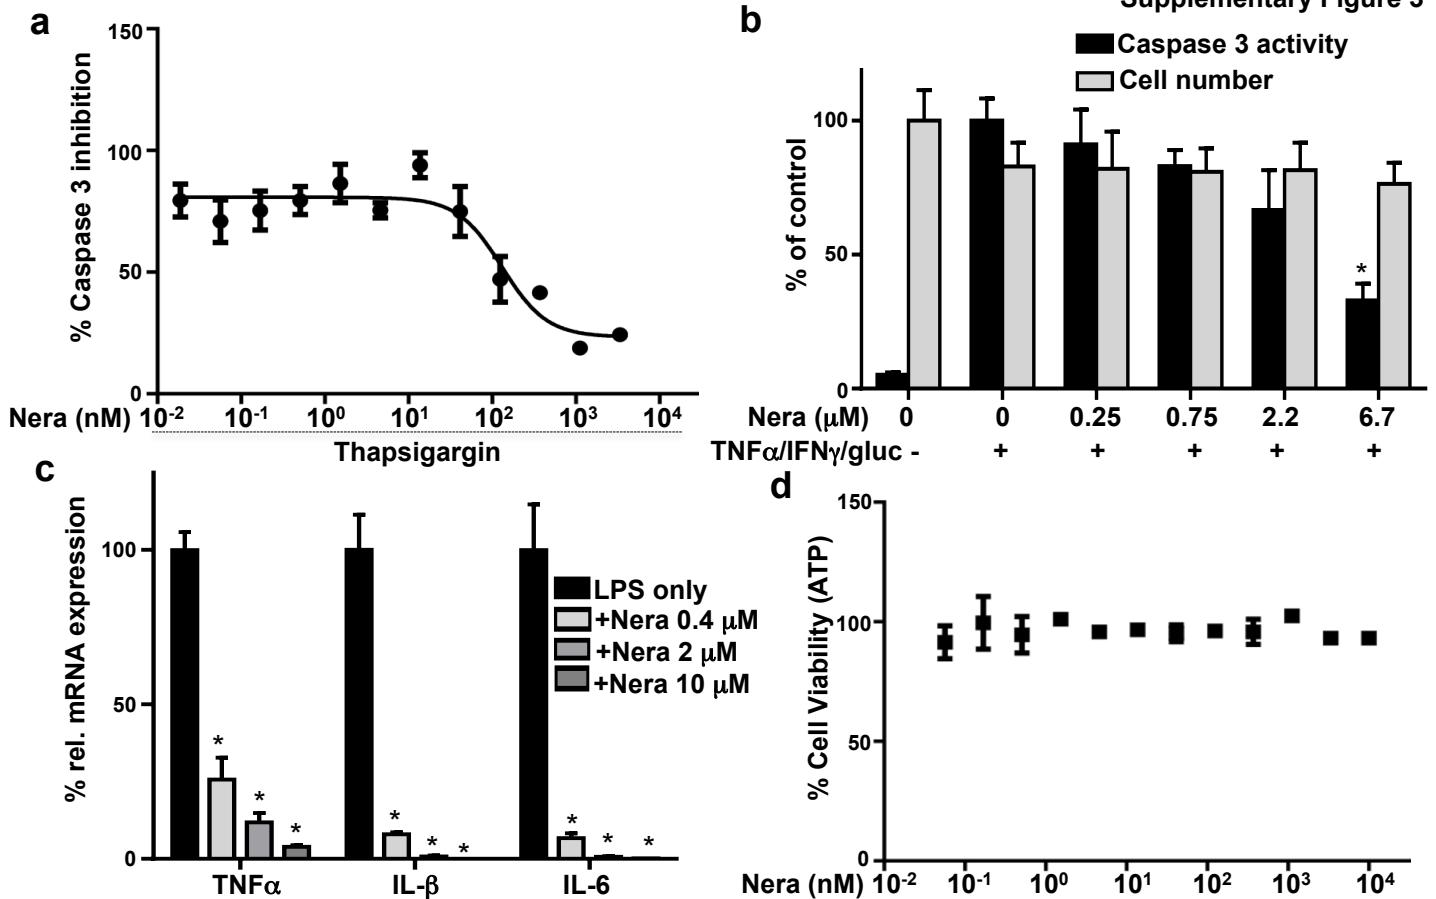 Supplementary Figure 3
a
150
100
50
0
% Caspase 3 inhibition
Nera (nM) 10-2 10-1 100 101 102 103 104
Thapsigargin
b
Caspase 3 activity
Cell number
100
50
0
% of control
Nera (μM) 0 0 0.25 0.75 2.2 6.7
TNFα/IFNγ/gluc - + + + + +
*
c
100
50
0
% rel. mRNA expression
LPS only
+Nera 0.4 μM
+Nera 2 μM
+Nera 10 μM
* * * * * * * * *
TNFα IL-β IL-6
d
150
100
50
0
% Cell Viability (ATP)
Nera (nM) 10-2 10-1 100 101 102 103 104